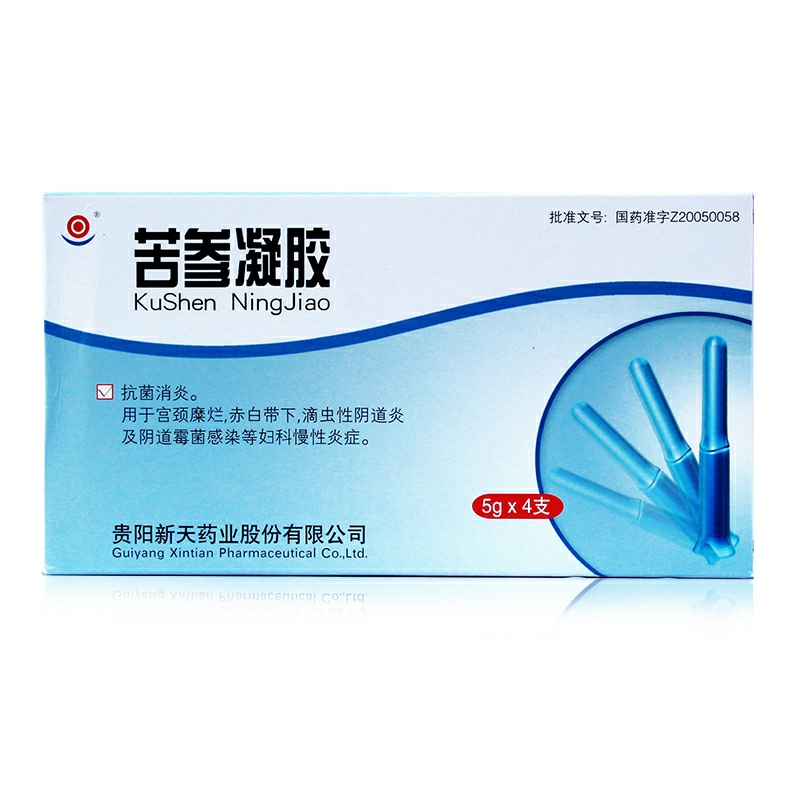 ®
批准文号: 国药准字Z20050058
苦参凝胶
KuShen NingJiao
抗菌消炎。
用于宫颈糜烂,赤白带下,滴虫性阴道炎
及阴道霉菌感染等妇科慢性炎症。
5g x 4支
贵阳新天药业股份有限公司
Guiyang Xintian Pharmaceutical Co.,Ltd.